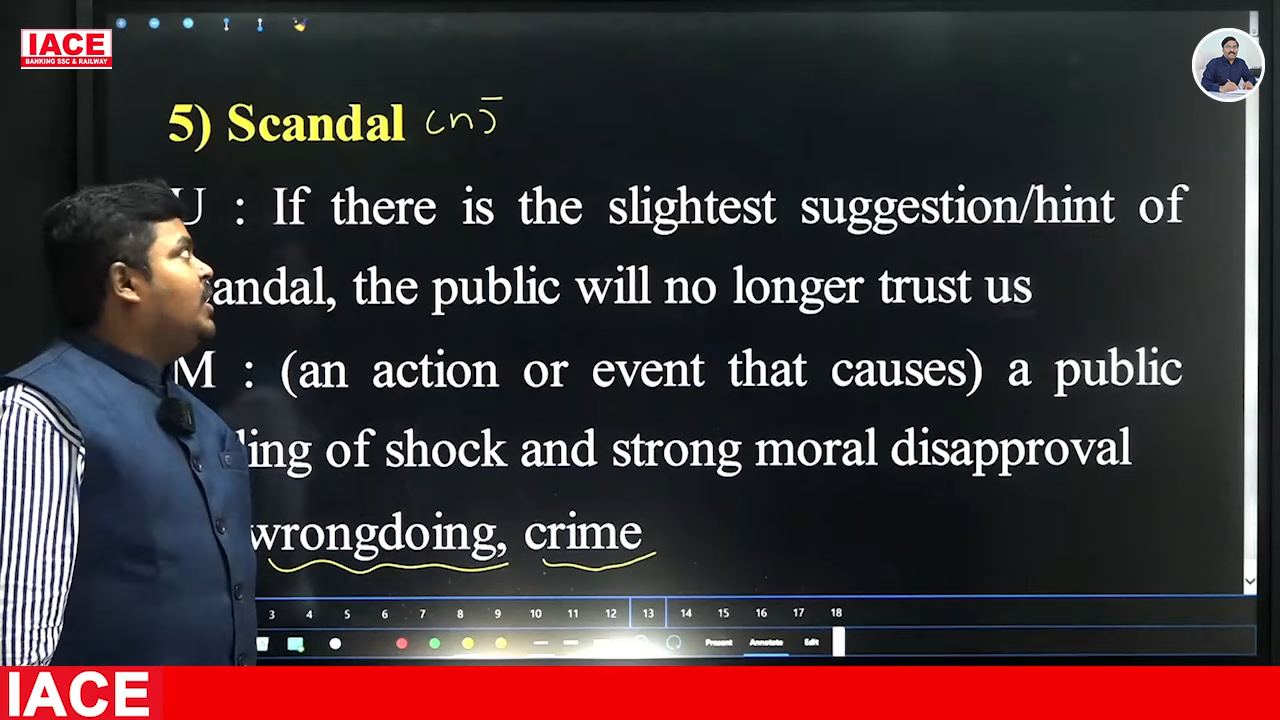 IACE
BANKING SSC & RAILWAY
5) Scandal (n)
U : If there is the slightest suggestion/hint of
andal, the public will no longer trust us
M : (an action or event that causes) a public
ling of shock and strong moral disapproval
wrongdoing, crime
3 4 5 6 7 8 9 10 11 12 13 14 15 16 17 18
Present Annotate Edit
IACE